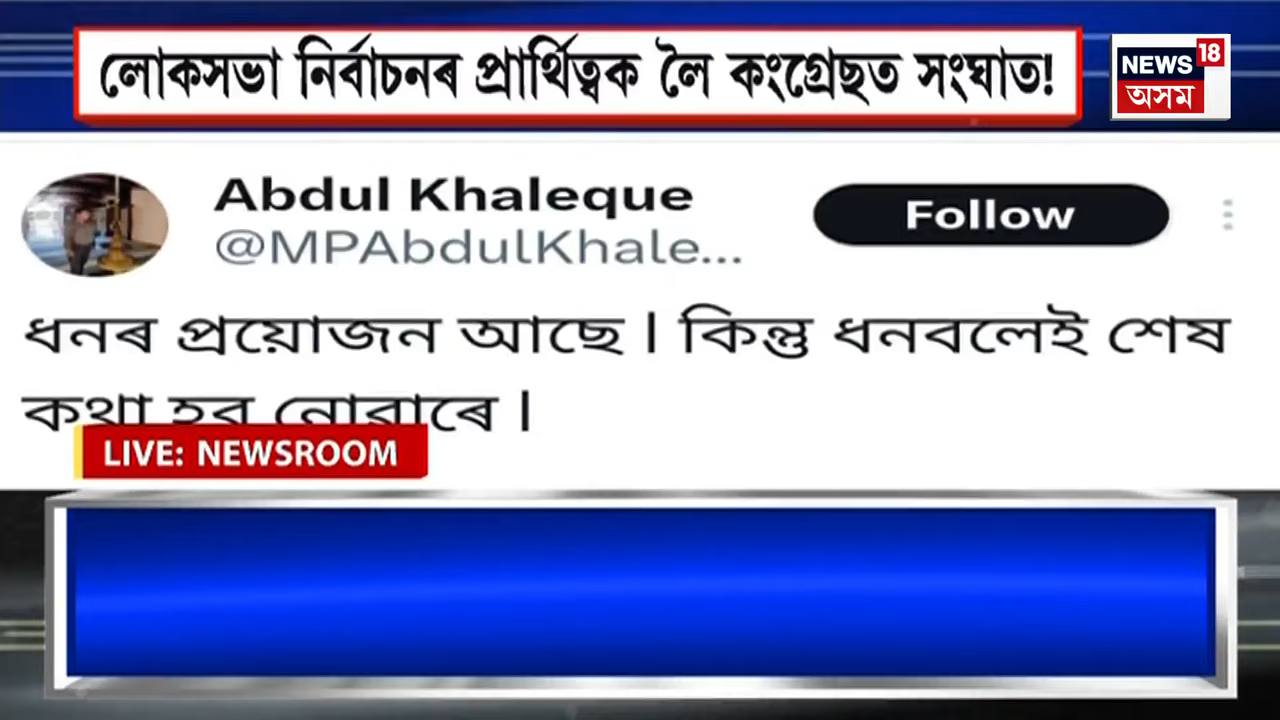 লোকসভা নিৰ্বাচনৰ প্ৰাৰ্থিত্বক লৈ কংগ্ৰেছত সংঘাত!
NEWS 18
অসম
Abdul Khaleque
@MPAbdulKhale...
Follow
ধনৰ প্ৰয়োজন আছে। কিন্তু ধনবলেই শেষ
কথা হব নোৱাৰে।
LIVE: NEWSROOM